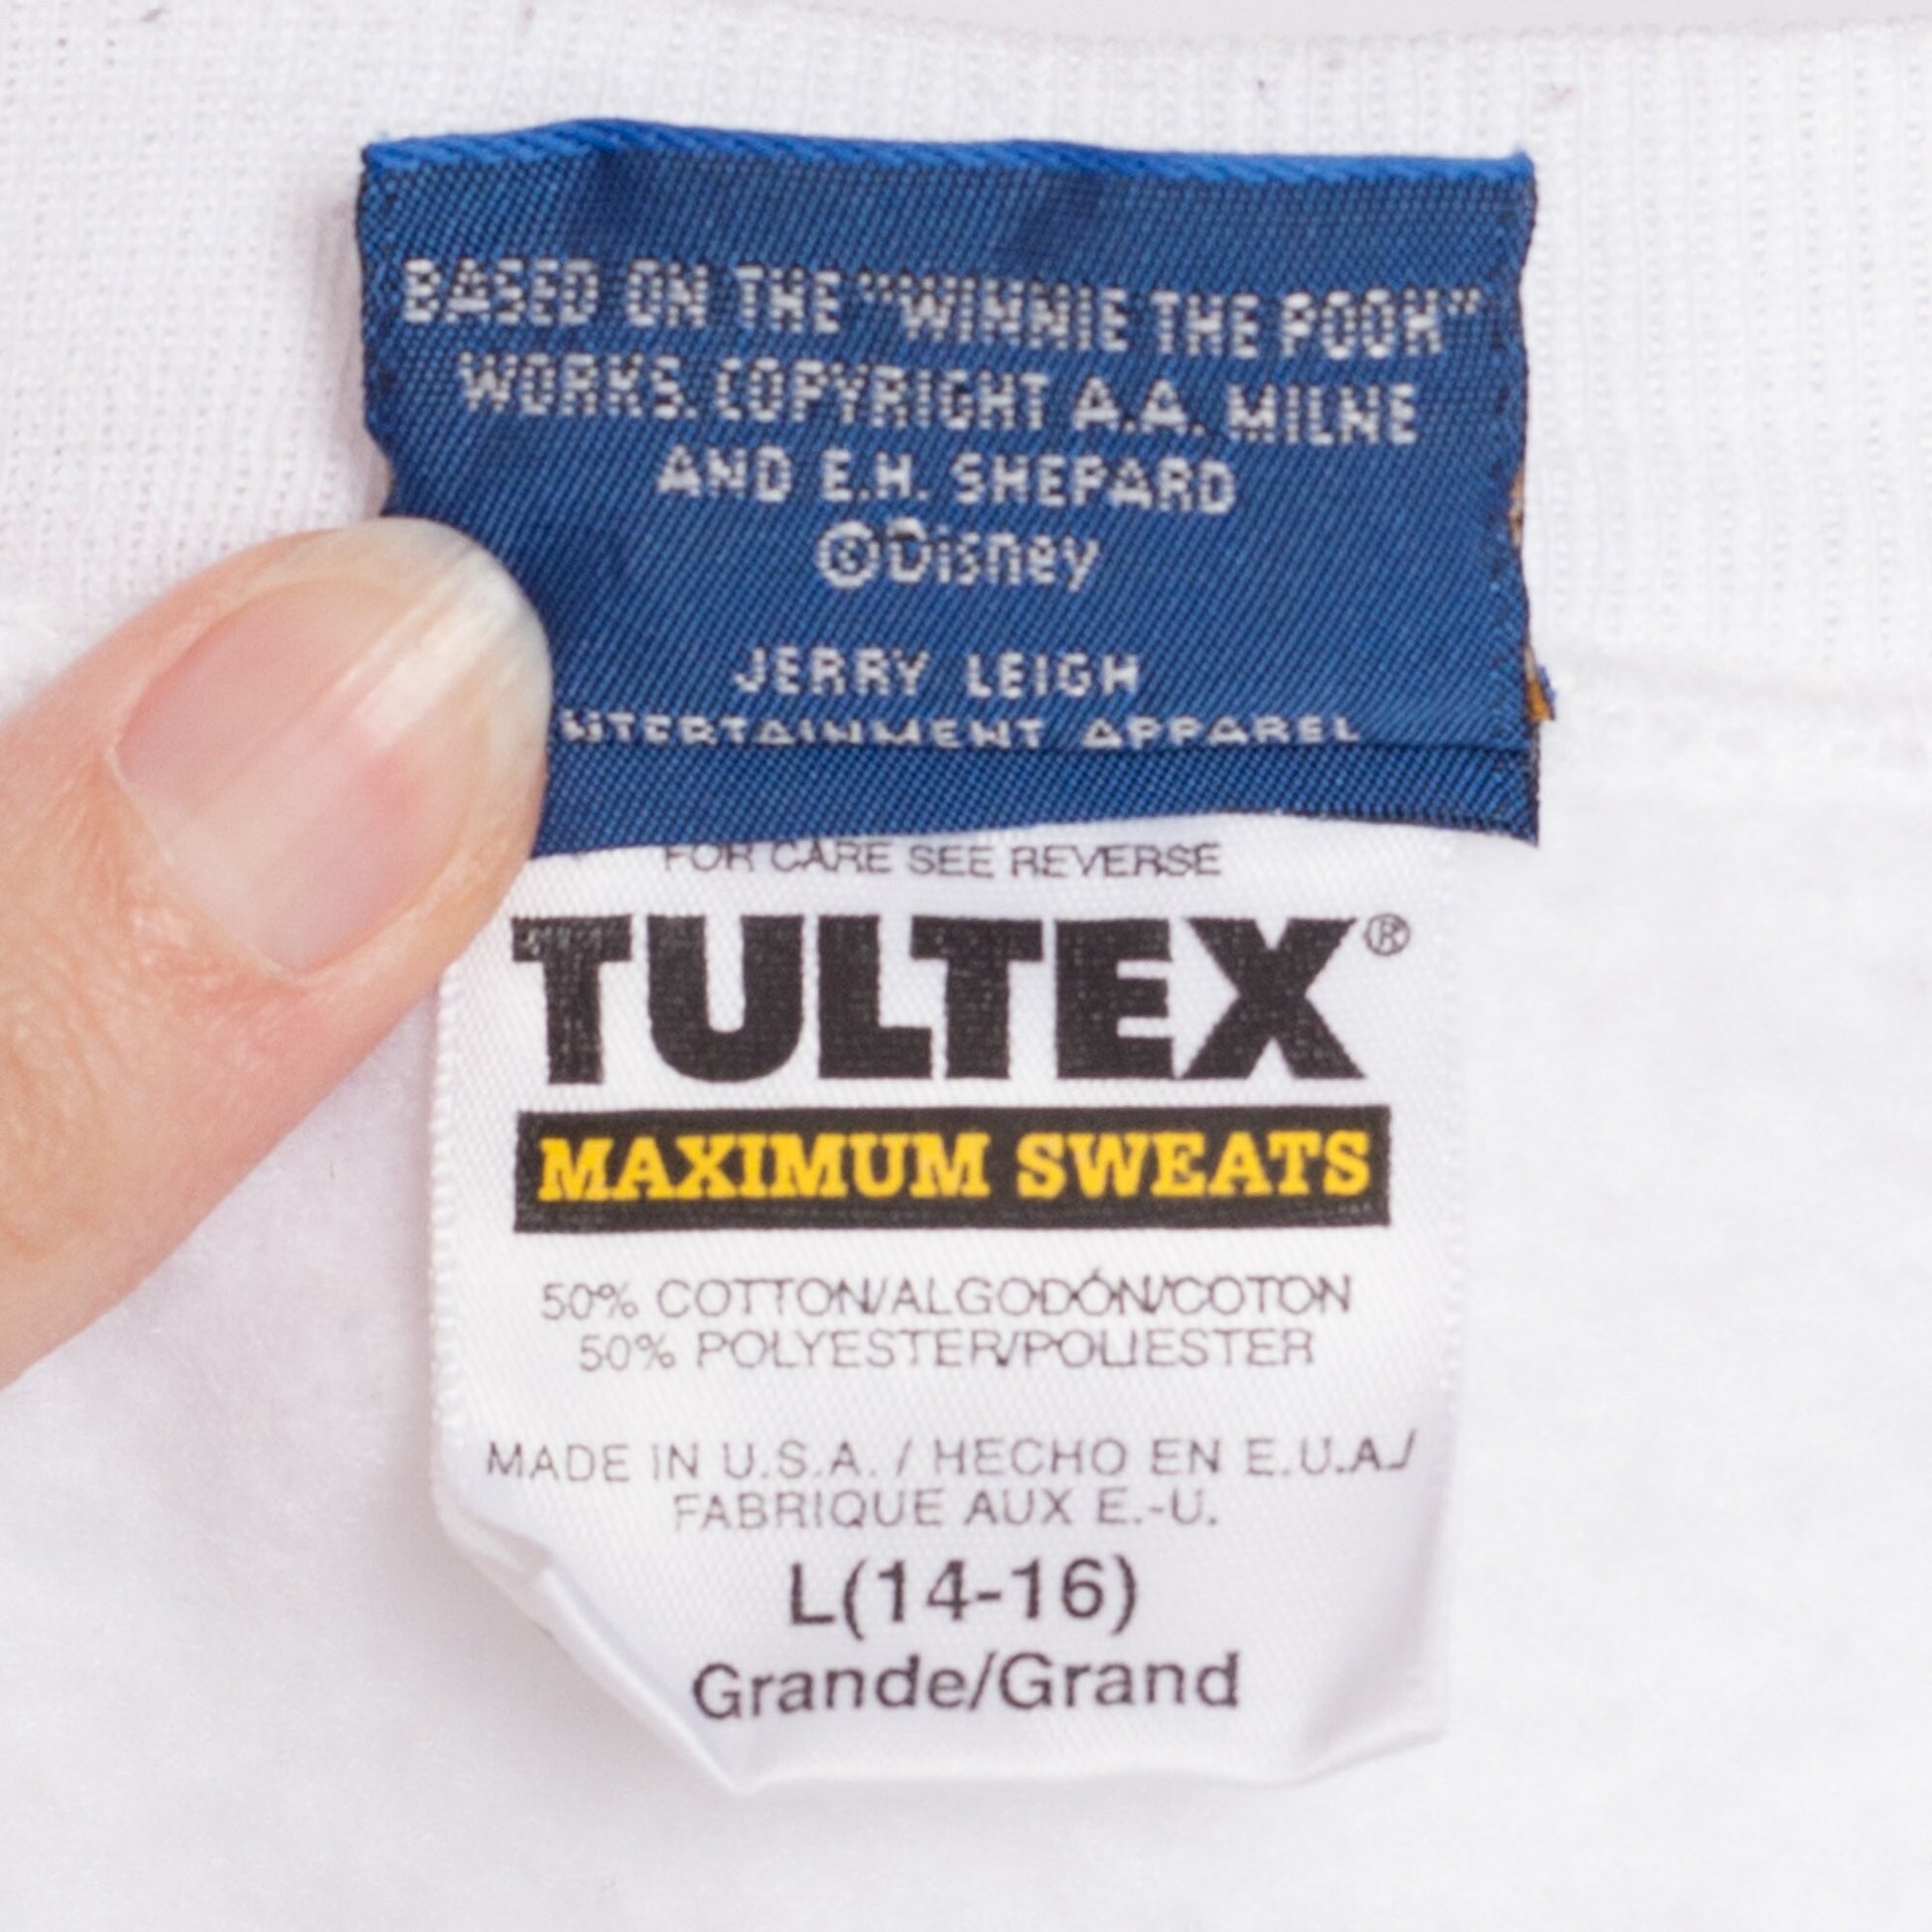 BASED ON THE "WINNIE THE POOH"
WORKS. COPYRIGHT A.A. MILNE
AND E.H. SHEPARD
©Disney
JERRY LEIGH
NTERTAINMENT APPAREL
FOR CARE SEE REVERSE
TULTEX®
MAXIMUM SWEATS
50% COTTON/ALGODÓN/COTON
50% POLYESTER/POLIESTER
MADE IN U.S.A. / HECHO EN E.U.A./
FABRIQUE AUX E.-U.
L(14-16)
Grande/Grand